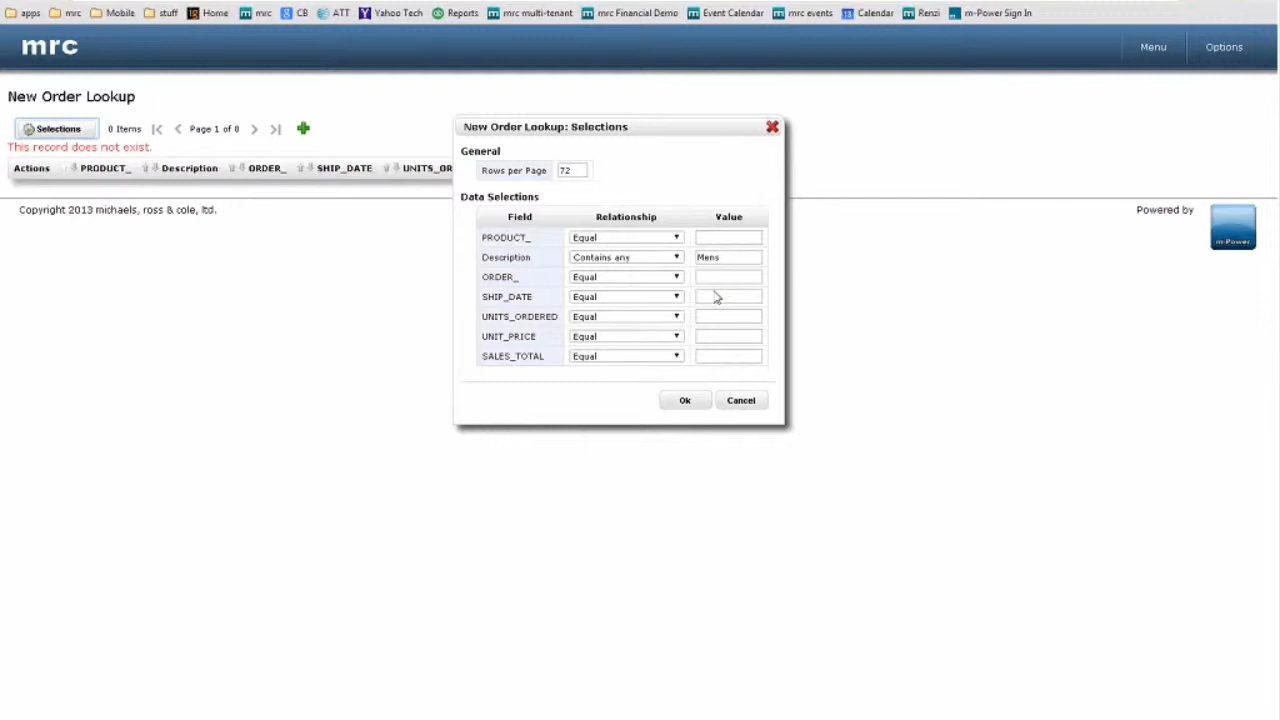 apps mrc Mobile stuff Home mrc CB ATT Yahoo Tech Reports mrc multi-tenant mrc Financial Demo Event Calendar mrc events 13 Calendar Renzi m-Power Sign In
mrc Menu Options
New Order Lookup
Selections 0 Items Page 1 of 0
This record does not exist.
Actions PRODUCT_ Description ORDER_ SHIP_DATE UNITS_OR
Copyright 2013 michaels, ross & cole, ltd.
Powered by
m-Power
New Order Lookup: Selections
General
Rows per Page 72
Data Selections
Field Relationship Value
PRODUCT_ Equal
Description Contains any Mens
ORDER_ Equal
SHIP_DATE Equal
UNITS_ORDERED Equal
UNIT_PRICE Equal
SALES_TOTAL Equal
Ok Cancel